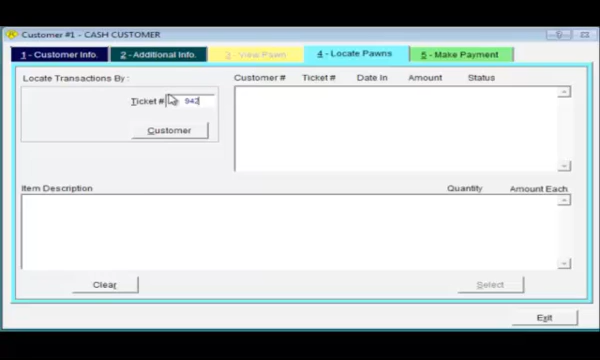 Customer #1 - CASH CUSTOMER
1 - Customer Info. 2 - Additional Info. 3 - View Pawn 4 - Locate Pawns 5 - Make Payment
Locate Transactions By :
Customer # Ticket # Date In Amount Status
Ticket # 942
Customer
Item Description Quantity Amount Each
Clear Select
Exit